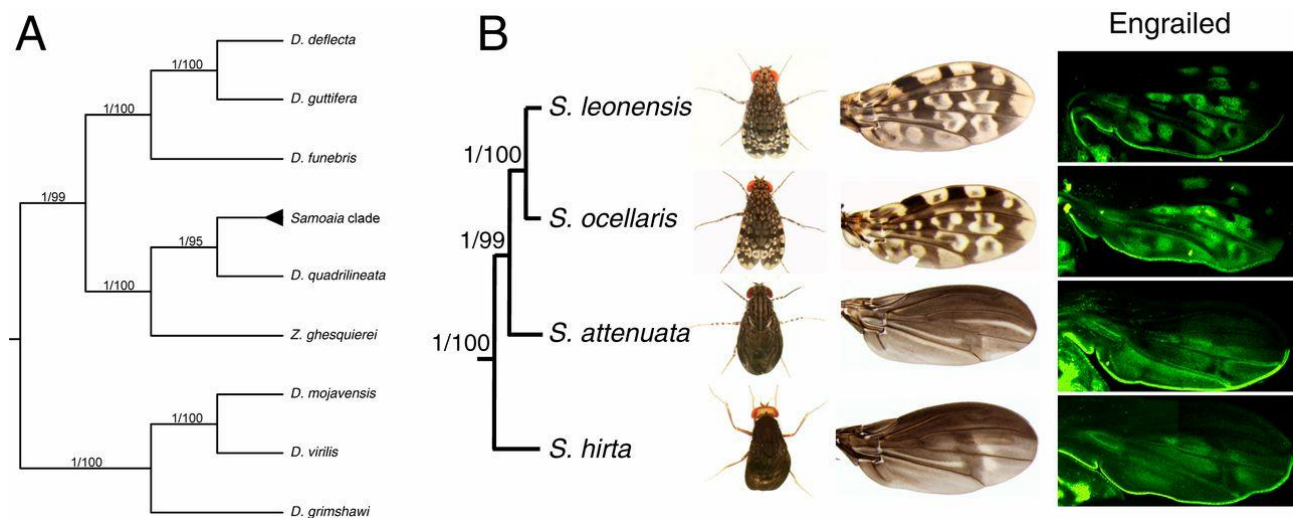 A
D. deflecta
1/100
D. guttifera
1/100
D. funebris
1/99
Samoaia clade
1/95
D. quadrilineata
1/100
Z. ghesquierei
D. mojavensis
1/100
D. virilis
1/100
D. grimshawi
B
Engrailed
S. leonensis
1/100
S. ocellaris
1/99
S. attenuata
1/100
S. hirta